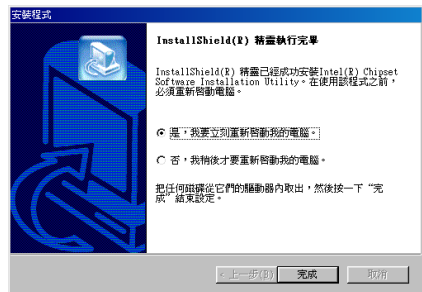 安裝程式
InstallShield(R) 精靈執行完畢
InstallShield(R) 精靈已經成功安裝Intel(R) Chipset
Software Installation Utility。在使用該程式之前，
必須重新啓動電腦。
是，我要立刻重新啓動我的電腦。
否，我稍後才要重新啓動我的電腦。
把任何磁碟從它們的驅動器內取出，然後按一下“完
成”結束設定。
< 上一步(B)
完成
取消